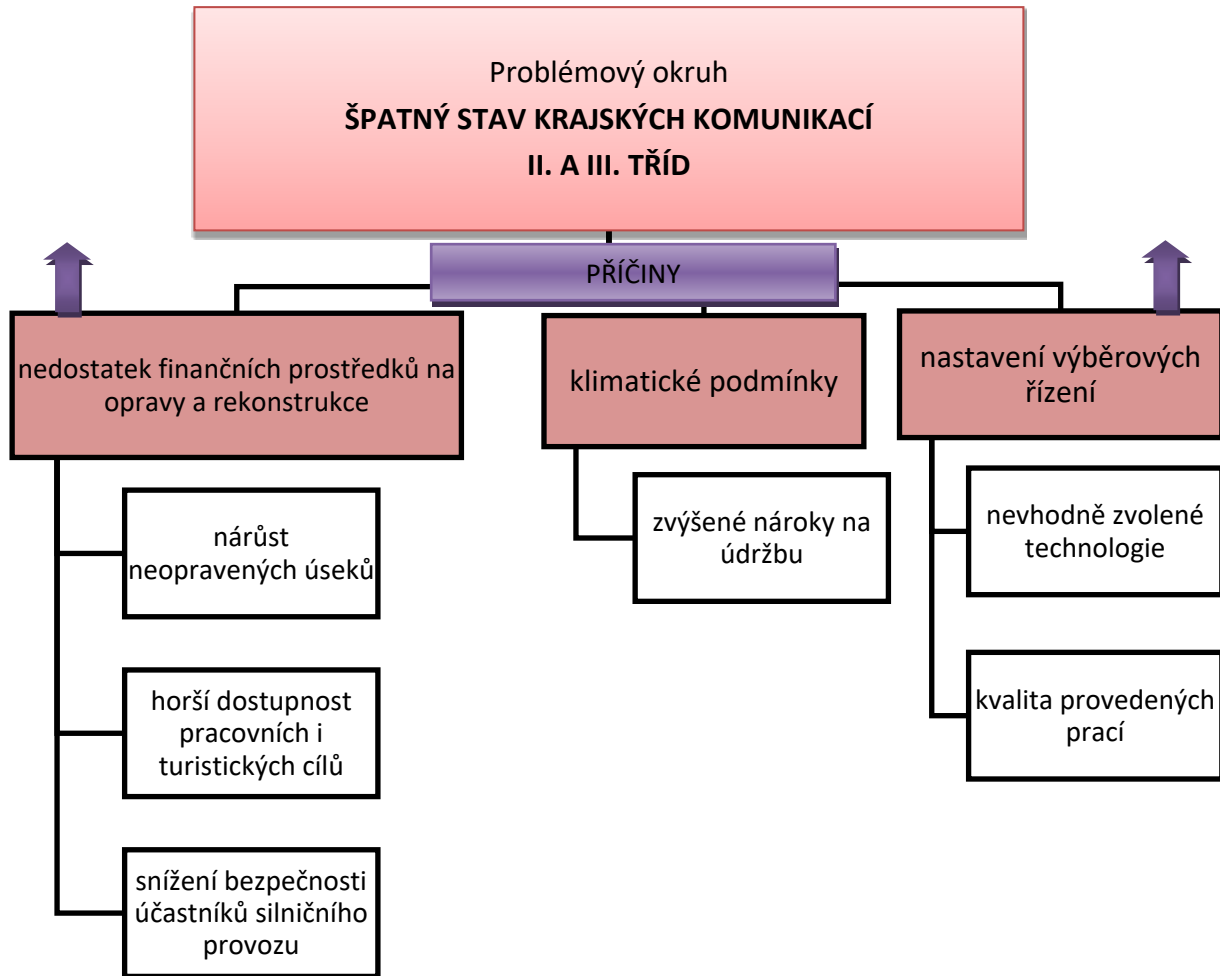 Problémový okruh
ŠPATNÝ STAV KRAJSKÝCH KOMUNIKACÍ
II. A III. TŘÍD
PŘÍČINY
nedostatek finančních prostředků na
opravy a rekonstrukce
nárůst
neopravených úseků
horší dostupnost
pracovních i
turistických cílů
snížení bezpečnosti
účastníků silničního
provozu
klimatické podmínky
zvýšené nároky na
údržbu
nastavení výběrových
řízení
nevhodně zvolené
technologie
kvalita provedených
prací